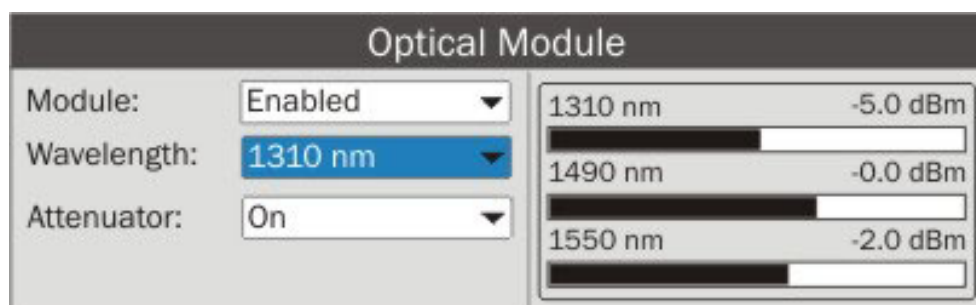 Optical Module
Module:
Enabled
Wavelength:
1310 nm
Attenuator:
On
1310 nm -5.0 dBm
1490 nm -0.0 dBm
1550 nm -2.0 dBm